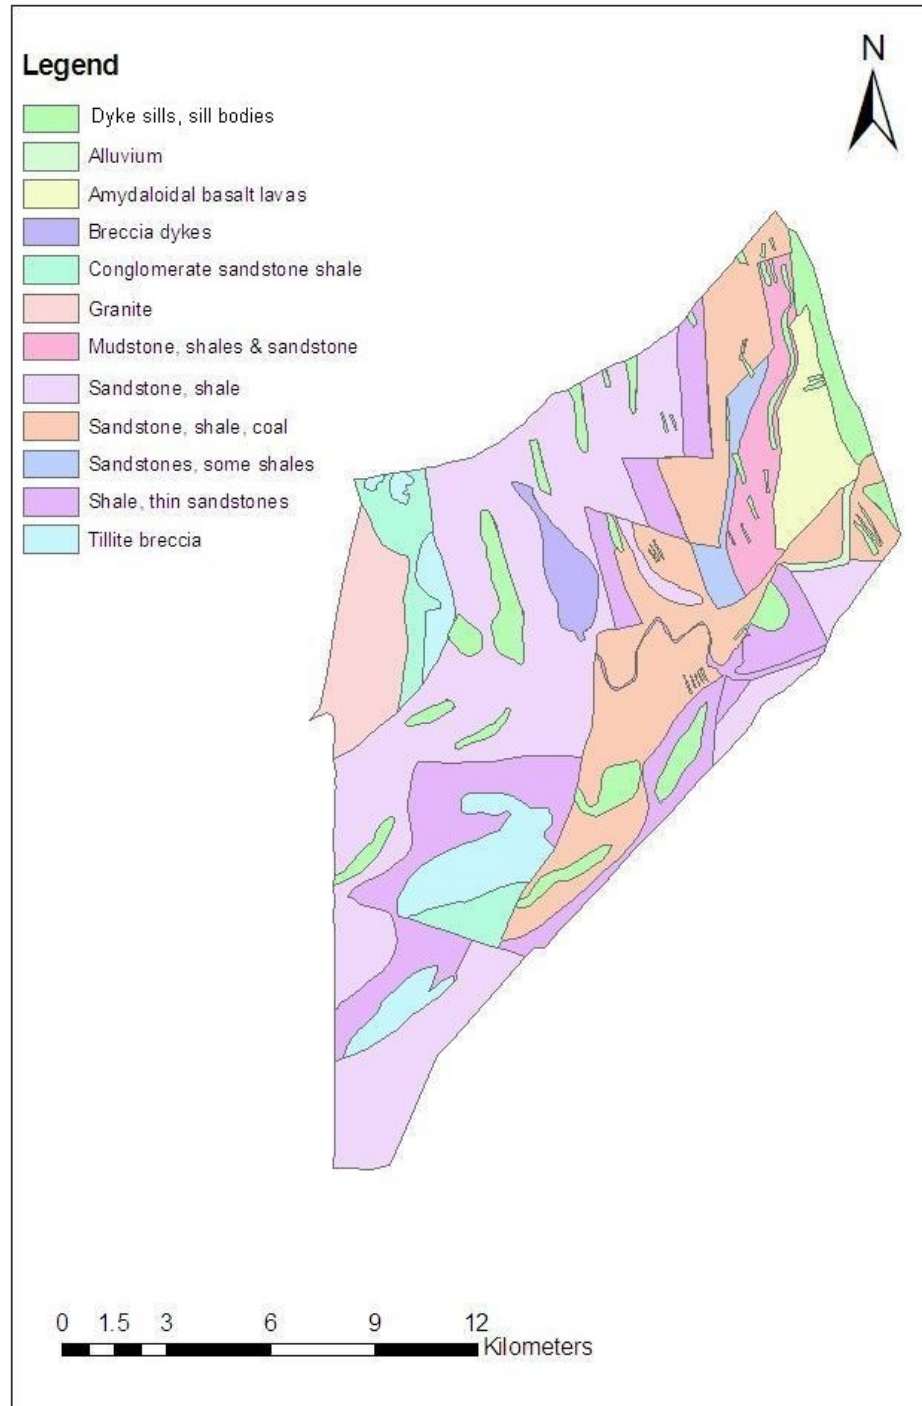 N
Legend
Dyke sills, sill bodies
Alluvium
Amydaloidal basalt lavas
Breccia dykes
Conglomerate sandstone shale
Granite
Mudstone, shales & sandstone
Sandstone, shale
Sandstone, shale, coal
Sandstones, some shales
Shale, thin sandstones
Tillite breccia
0 1.5 3 6 9 12
Kilometers